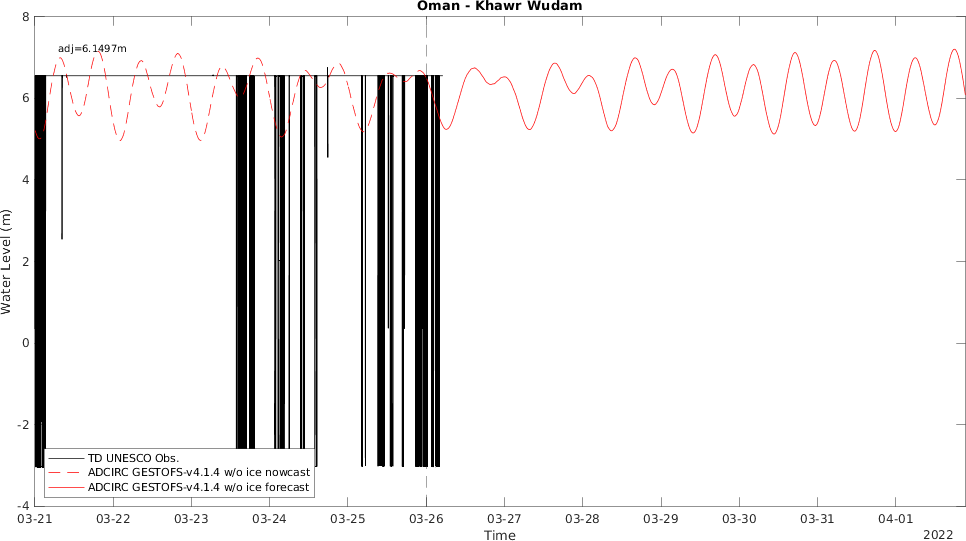 Oman - Khawr Wudam
adj=6.1497m
8
6
4
2
0
-2
-4
Water Level (m)
TD UNESCO Obs.
ADCIRC GESTOFS-v4.1.4 w/o ice nowcast
ADCIRC GESTOFS-v4.1.4 w/o ice forecast
03-21 03-22 03-23 03-24 03-25 03-26 03-27 03-28 03-29 03-30 03-31 04-01
Time
2022